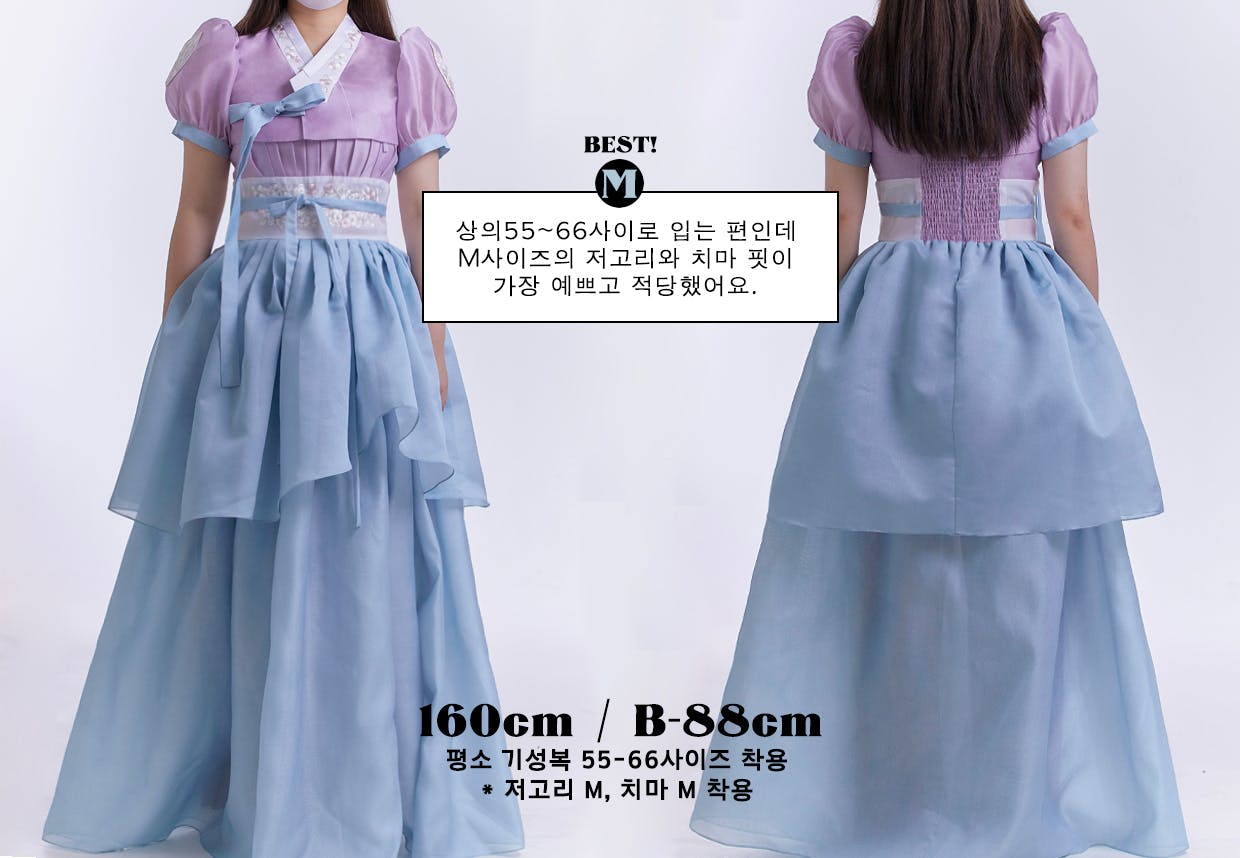 BEST!
M
상의55~66사이로 입는 편인데
M사이즈의 저고리와 치마 핏이
가장 예쁘고 적당했어요.
160cm / B-88cm
평소 기성복 55-66사이즈 착용
* 저고리 M, 치마 M 착용